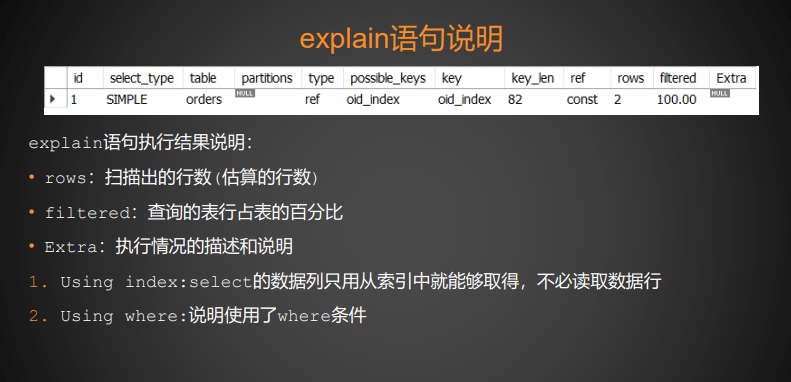 explain语句说明
id select_type table partitions type possible_keys key key_len ref rows filtered Extra
1 SIMPLE orders NULL ref oid_index oid_index 82 const 2 100.00 NULL
explain语句执行结果说明：
• rows：扫描出的行数(估算的行数)
• filtered：查询的表行占表的百分比
• Extra：执行情况的描述和说明
1. Using index:select的数据列只用从索引中就能够取得，不必读取数据行
2. Using where:说明使用了where条件